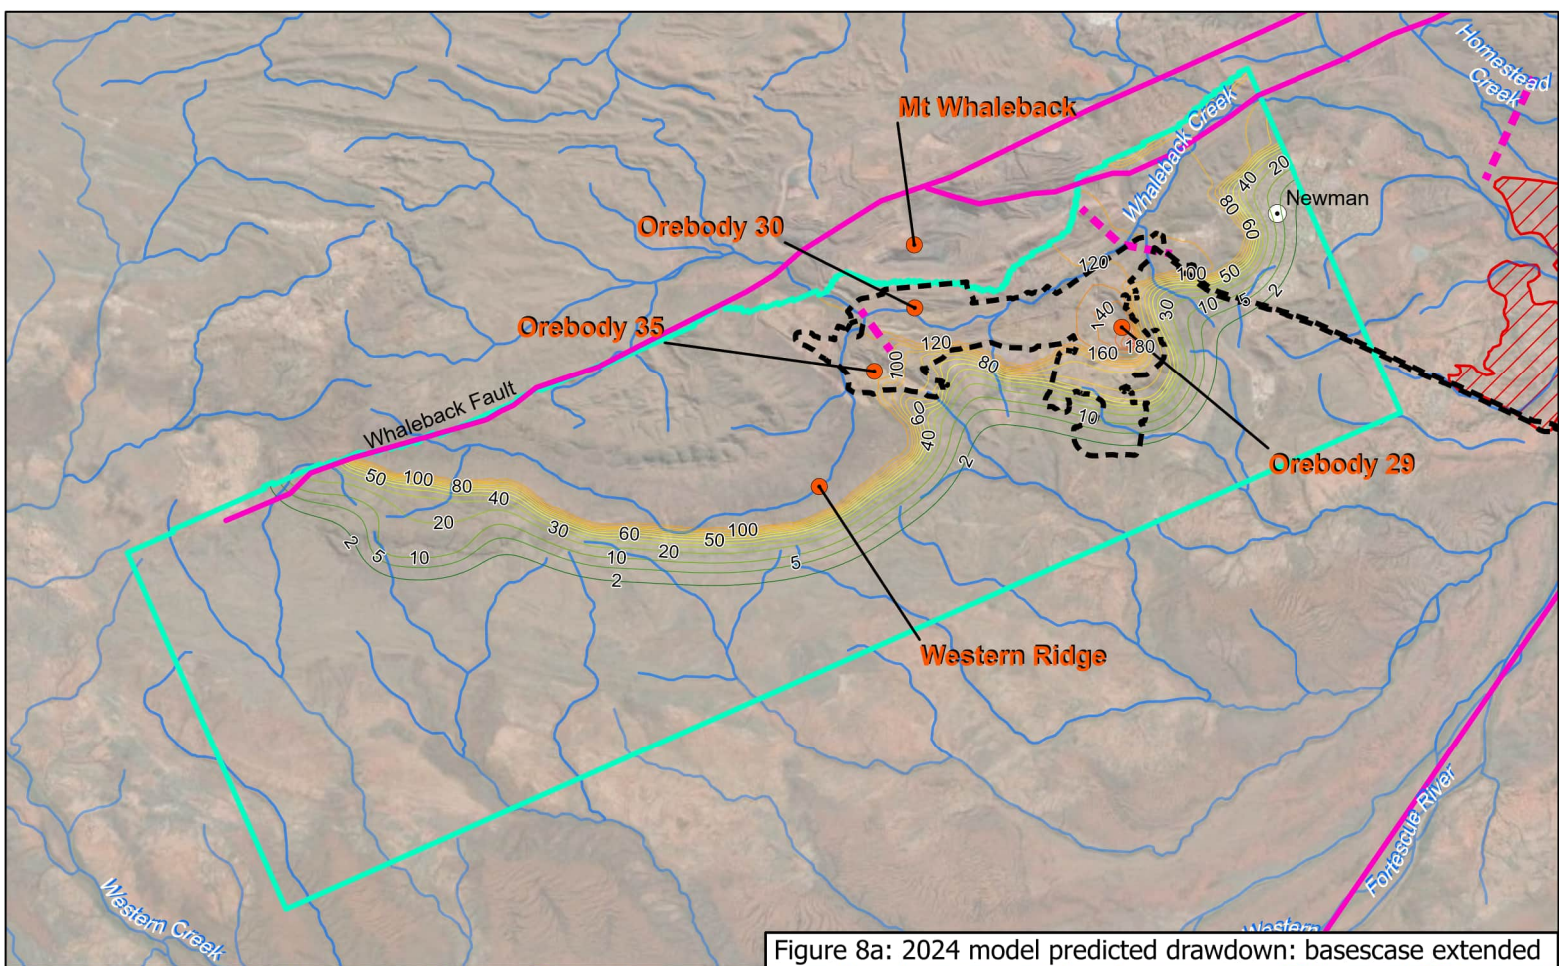 Homestead
Creek
Mt Whaleback
Whaleback Creek
20
40
80
60
Newman
Orebody 30
120
100
50
2
5
10
30
140
Orebody 35
120
100
80
160
180
Whaleback Fault
60
10
40
2
Orebody 29
50
100
80
40
20
30
60
50
100
2
5
10
10
20
5
2
Western Ridge
Fortescue River
Western Creek
Western
Figure 8a: 2024 model predicted drawdown: basescase extended